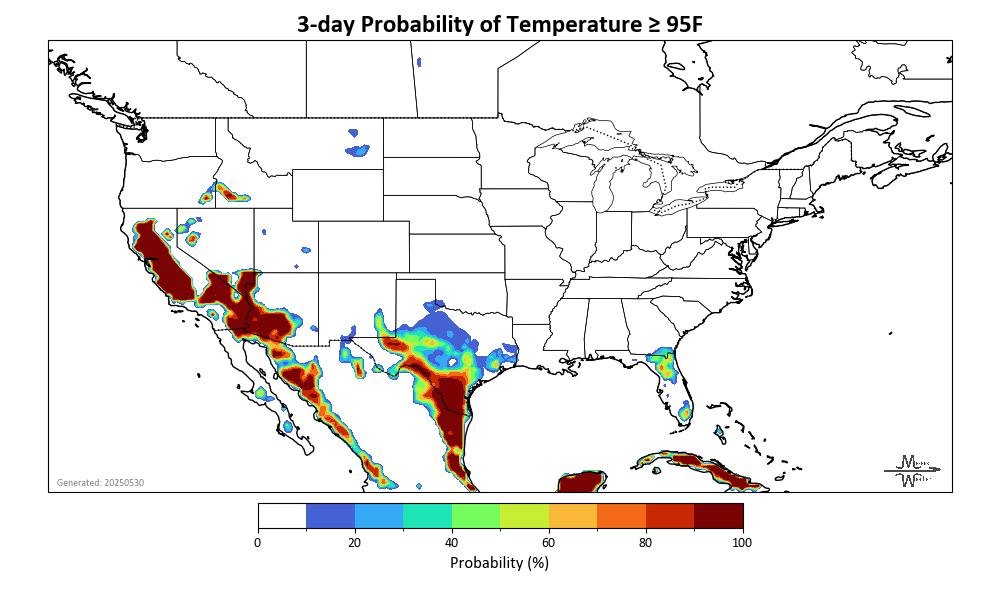 3-day Probability of Temperature ≥ 95F
Generated: 20250530
0 20 40 60 80 100
Probability (%)